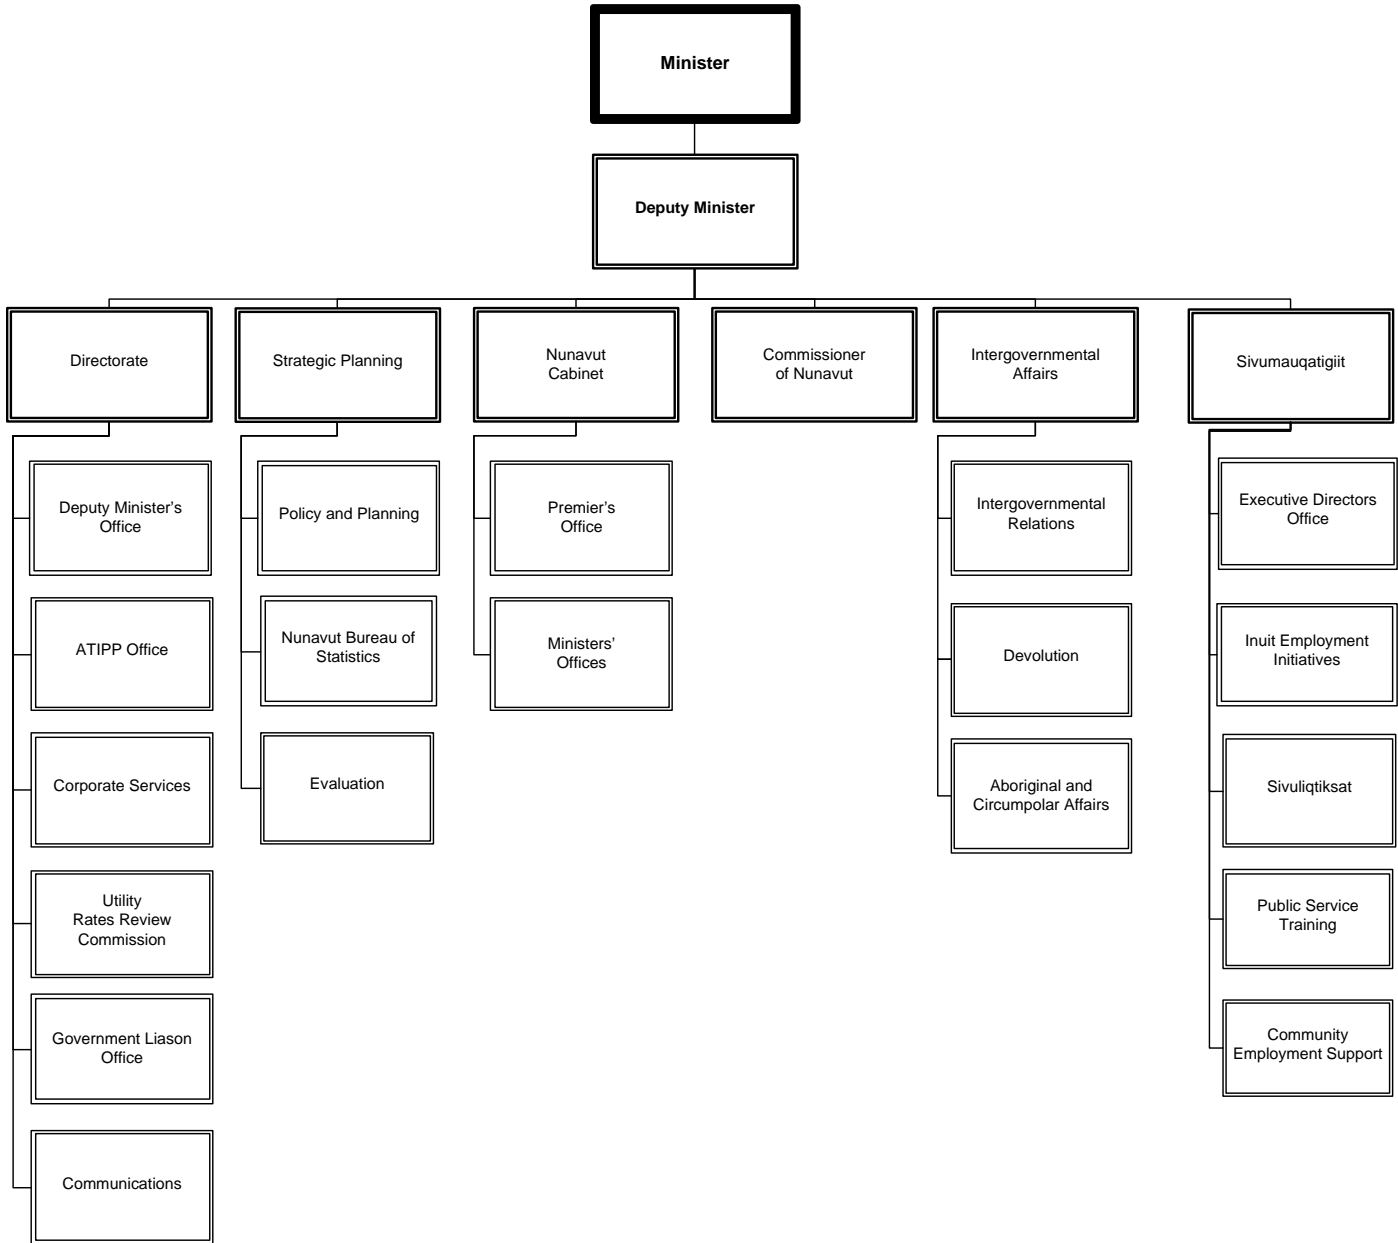 Minister
Deputy Minister
Directorate
Strategic Planning
Nunavut
Cabinet
Commissioner
of Nunavut
Intergovernmental
Affairs
Sivumauqatigiit
Deputy Minister's
Office
ATIPP Office
Corporate Services
Utility
Rates Review
Commission
Government Liason
Office
Communications
Policy and Planning
Nunavut Bureau of
Statistics
Evaluation
Premier's
Office
Ministers'
Offices
Intergovernmental
Relations
Devolution
Aboriginal and
Circumpolar Affairs
Executive Directors
Office
Inuit Employment
Initiatives
Sivuliqtiksat
Public Service
Training
Community
Employment Support